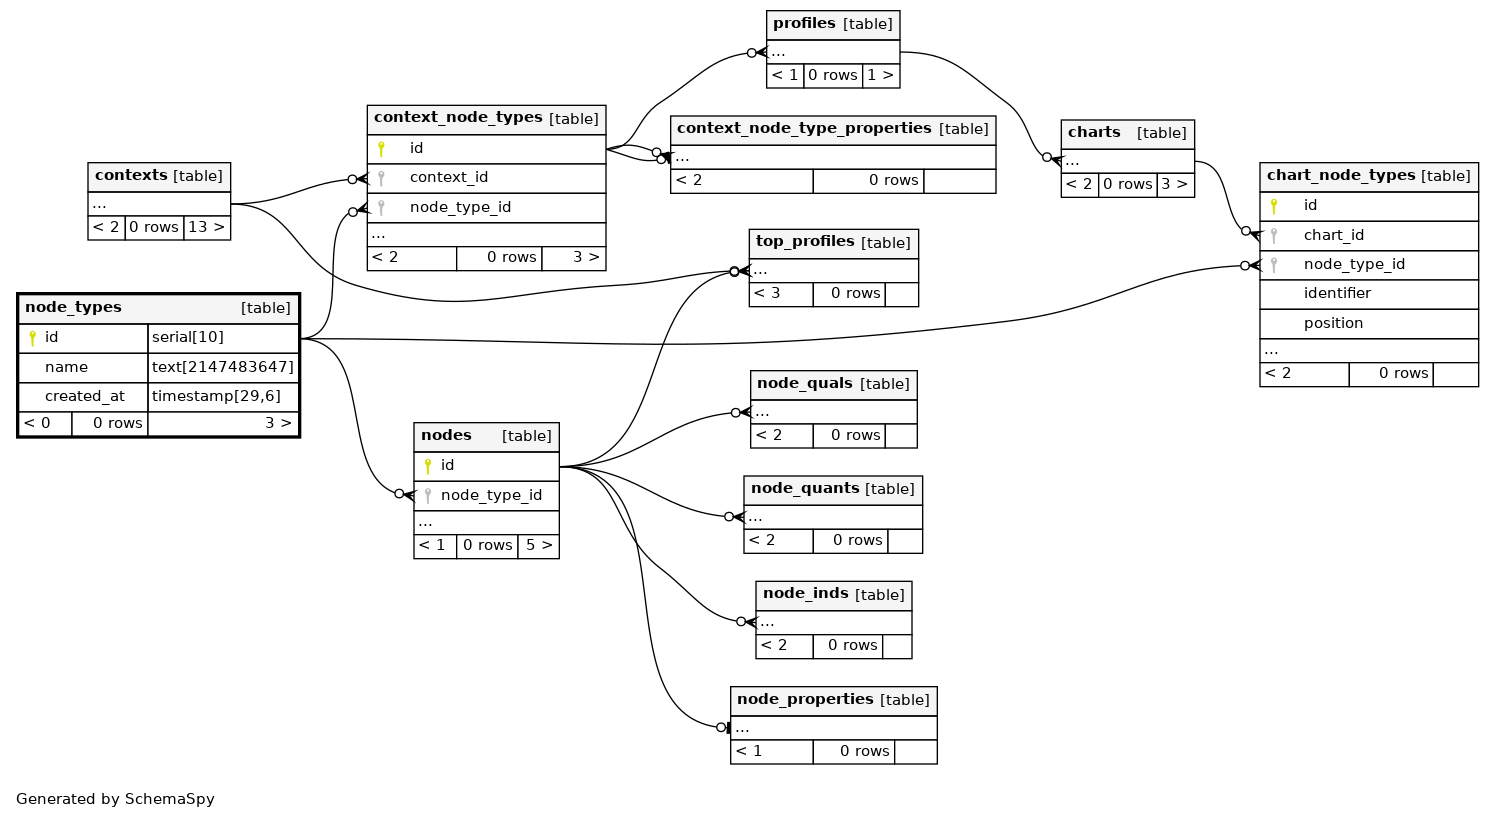 profiles [table]
...
< 1 0 rows 1 >
context_node_types [table]
id
context_id
node_type_id
...
< 2 0 rows 3 >
context_node_type_properties [table]
...
< 2 0 rows
charts [table]
...
< 2 0 rows 3 >
contexts [table]
...
< 2 0 rows 13 >
chart_node_types [table]
id
chart_id
node_type_id
identifier
position
...
< 2 0 rows
top_profiles [table]
...
< 3 0 rows
node_types [table]
id serial[10]
name text[2147483647]
created_at timestamp[29,6]
< 0 0 rows 3 >
node_quals [table]
...
< 2 0 rows
nodes [table]
id
node_type_id
...
< 1 0 rows 5 >
node_quants [table]
...
< 2 0 rows
node_inds [table]
...
< 2 0 rows
node_properties [table]
...
< 1 0 rows
Generated by SchemaSpy